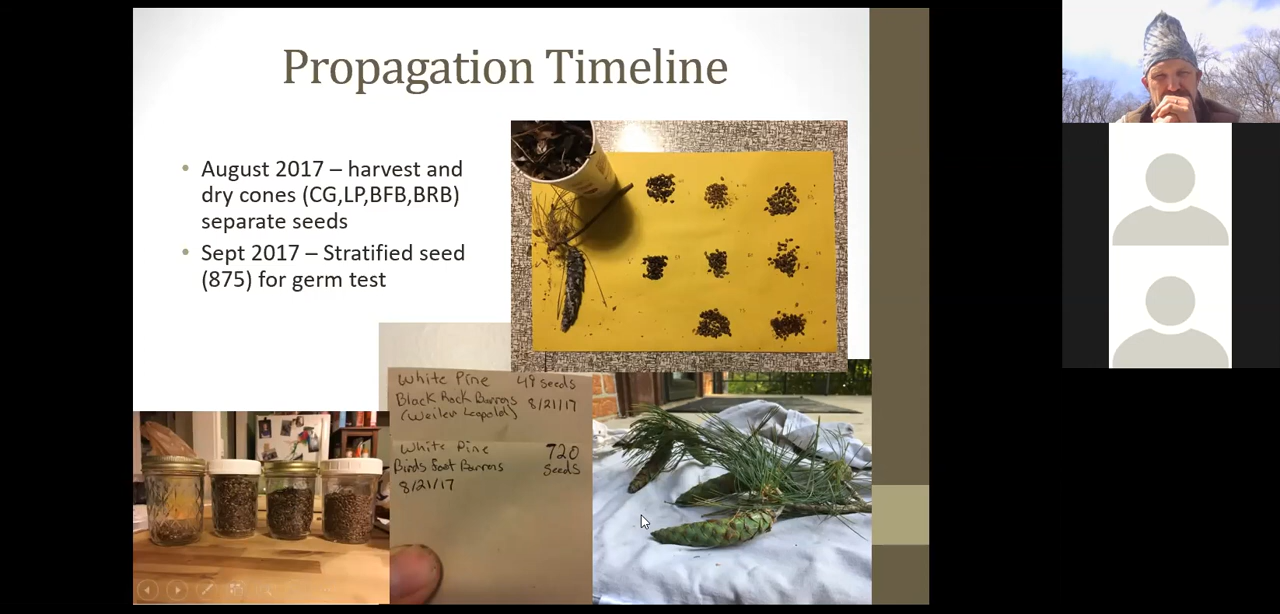 Propagation Timeline
• August 2017 – harvest and
dry cones (CG,LP,BFB,BRB)
separate seeds
• Sept 2017 – Stratified seed
(875) for germ test
White Pine 49 seeds
Black Rock Barrens 8/21/17
(Weiler Leopold)
White Pine 720
Birds Foot Barrens seeds
8/21/17